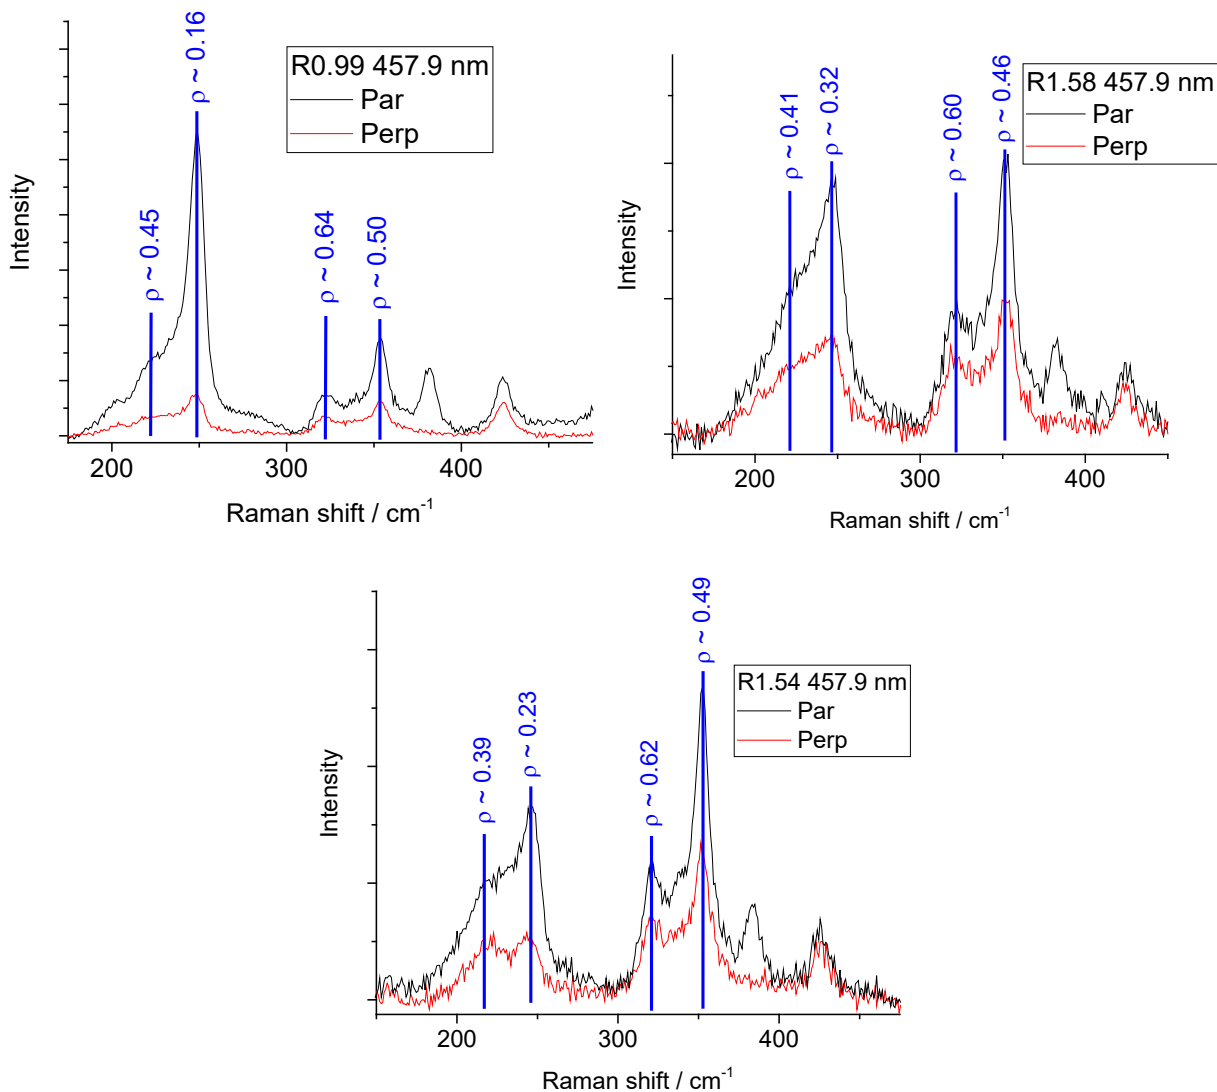 ρ ~ 0.45
ρ ~ 0.16
ρ ~ 0.64
ρ ~ 0.50
R0.99 457.9 nm
Par
Perp
Intensity
200
300
400
Raman shift / cm⁻¹
ρ ~ 0.41
ρ ~ 0.32
ρ ~ 0.60
ρ ~ 0.46
R1.58 457.9 nm
Par
Perp
Intensity
200
300
400
Raman shift / cm⁻¹
ρ ~ 0.39
ρ ~ 0.23
ρ ~ 0.62
ρ ~ 0.49
R1.54 457.9 nm
Par
Perp
Intensity
200
300
400
Raman shift / cm⁻¹